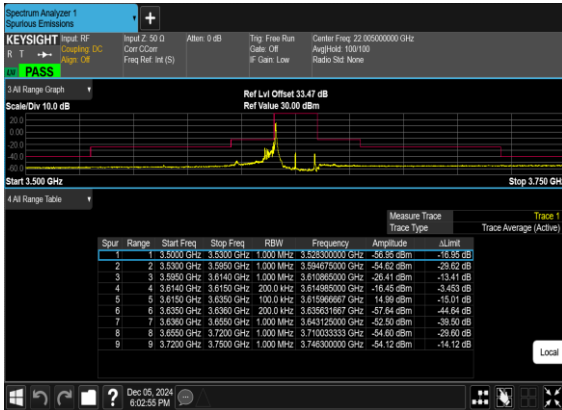 Spectrum Analyzer 1
Spurious Emissions
KEYSIGHT Input: RF Input Z: 50 Ω Atten: 0 dB Trig: Free Run Center Freq: 22.005000000 GHz
R T Coupling: DC Corr CCorr Gate: Off Avg|Hold: 100/100
Align: Off Freq Ref: Int (S) IF Gain: Low Radio Std: None
PASS
3 All Range Graph
Ref Lvl Offset 33.47 dB
Scale/Div 10.0 dB Ref Value 30.00 dBm
20.0
0.00
-20.0
-40.0
-60.0
Start 3.500 GHz Stop 3.750 GHz
4 All Range Table
Measure Trace Trace 1
Trace Type Trace Average (Active)
Spur Range Start Freq Stop Freq RBW Frequency Amplitude ΔLimit
1 1 3.5000 GHz 3.5300 GHz 1.000 MHz 3.528300000 GHz -56.95 dBm -16.95 dB
2 2 3.5300 GHz 3.5950 GHz 1.000 MHz 3.594675000 GHz -54.62 dBm -29.62 dB
3 3 3.5950 GHz 3.6140 GHz 1.000 MHz 3.613865000 GHz -26.41 dBm -13.41 dB
4 4 3.6140 GHz 3.6150 GHz 200.0 kHz 3.614985000 GHz -16.45 dBm -3.453 dB
5 5 3.6150 GHz 3.6350 GHz 100.0 kHz 3.615966667 GHz 14.99 dBm -15.01 dB
6 6 3.6350 GHz 3.6360 GHz 200.0 kHz 3.635631667 GHz -57.64 dBm -44.64 dB
7 7 3.6360 GHz 3.6550 GHz 1.000 MHz 3.643125000 GHz -52.50 dBm -39.50 dB
8 8 3.6550 GHz 3.7200 GHz 1.000 MHz 3.710033333 GHz -54.60 dBm -29.60 dB
9 9 3.7200 GHz 3.7500 GHz 1.000 MHz 3.746300000 GHz -54.12 dBm -14.12 dB
Local
Dec 05, 2024
6:02:55 PM